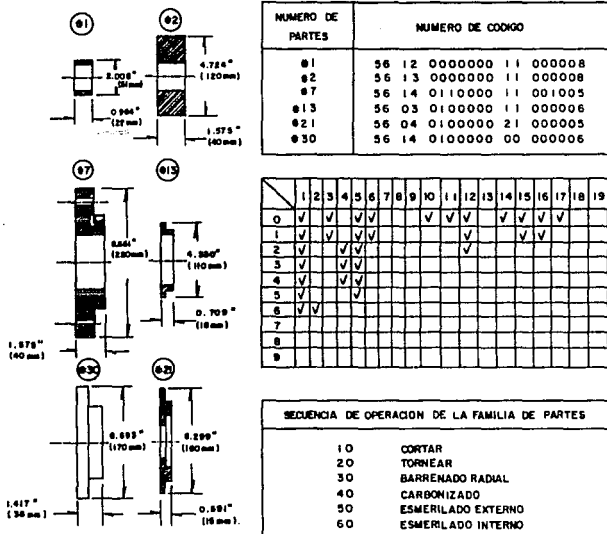 #1
#2
2.008"
(51mm)
4.724"
(120mm)
1.575"
(40mm)
#7
#13
8.661"
(220mm)
4.330"
(110mm)
0.709"
(18mm)
1.575"
(40mm)
#30
#21
6.693"
(170mm)
6.299"
(160mm)
1.417"
(36mm)
0.591"
(15mm).
NUMERO DE PARTES
NUMERO DE CODIGO
#1 56 12 0000000 11 000008
#2 56 13 0000000 11 000008
#7 56 14 0110000 11 001005
#13 56 03 0100000 11 000006
#21 56 04 0100000 21 000005
#30 56 14 0100000 00 000006
1 2 3 4 5 6 7 8 9 10 11 12 13 14 15 16 17 18 19
0 √ √ √ √ √ √ √ √ √ √ √
1 √ √ √ √ √ √ √
2 √ √ √ √
3 √ √ √
4 √ √ √
5 √ √
6 √ √
7
8
9
SECUENCIA DE OPERACION DE LA FAMILIA DE PARTES
10 CORTAR
20 TORNEAR
30 BARRENADO RADIAL
40 CARBONIZADO
50 ESMERILADO EXTERNO
60 ESMERILADO INTERNO